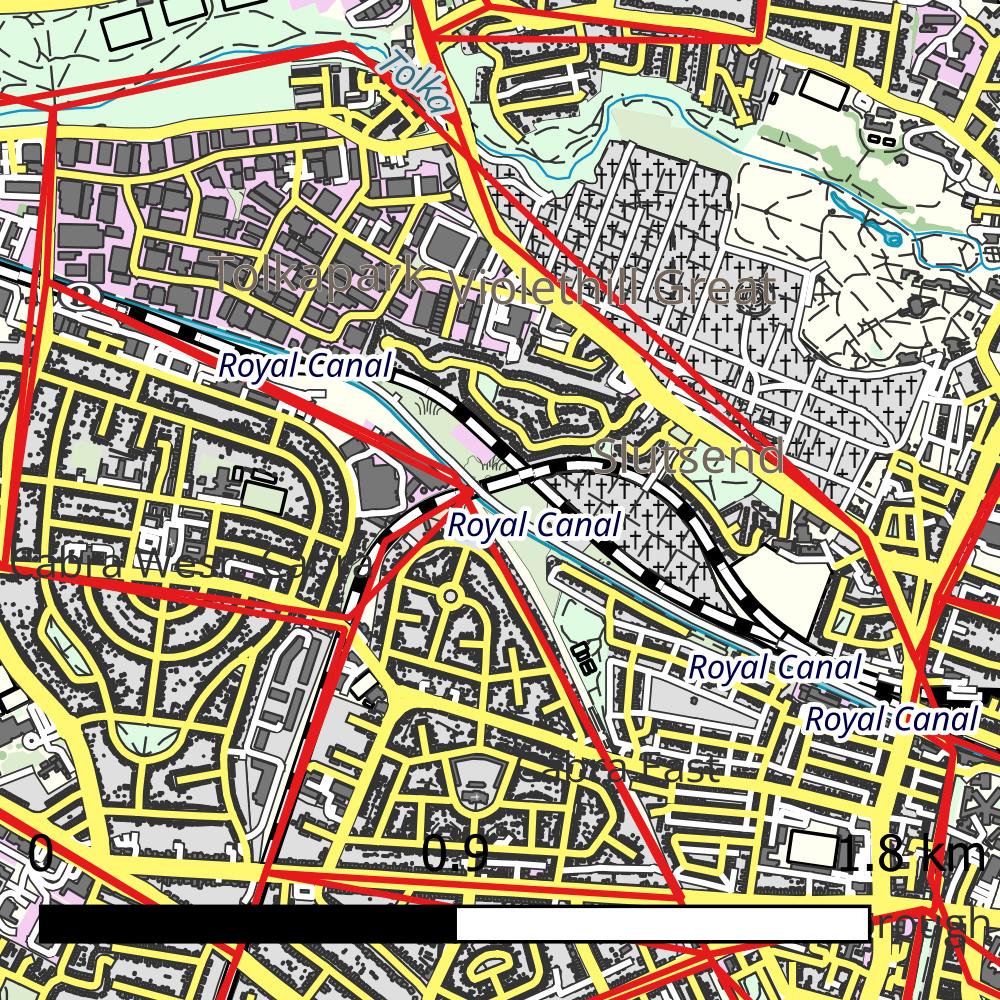 Tolka
Tolkapark
Violethill Great
Royal Canal
Slutsend
Royal Canal
Cabra West
Royal Canal
Royal Canal
Cabra East
0
0.9
1.8 km